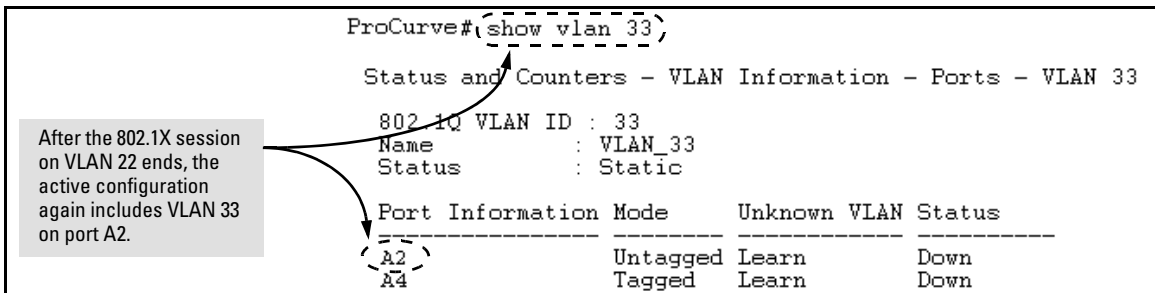 ProCurve# show vlan 33
Status and Counters – VLAN Information – Ports – VLAN 33
802.1Q VLAN ID : 33
Name : VLAN_33
Status : Static
After the 802.1X session
on VLAN 22 ends, the
active configuration
again includes VLAN 33
on port A2.
Port Information Mode Unknown VLAN Status
---------------- -------- ------------ ----------
A2 Untagged Learn Down
A4 Tagged Learn Down